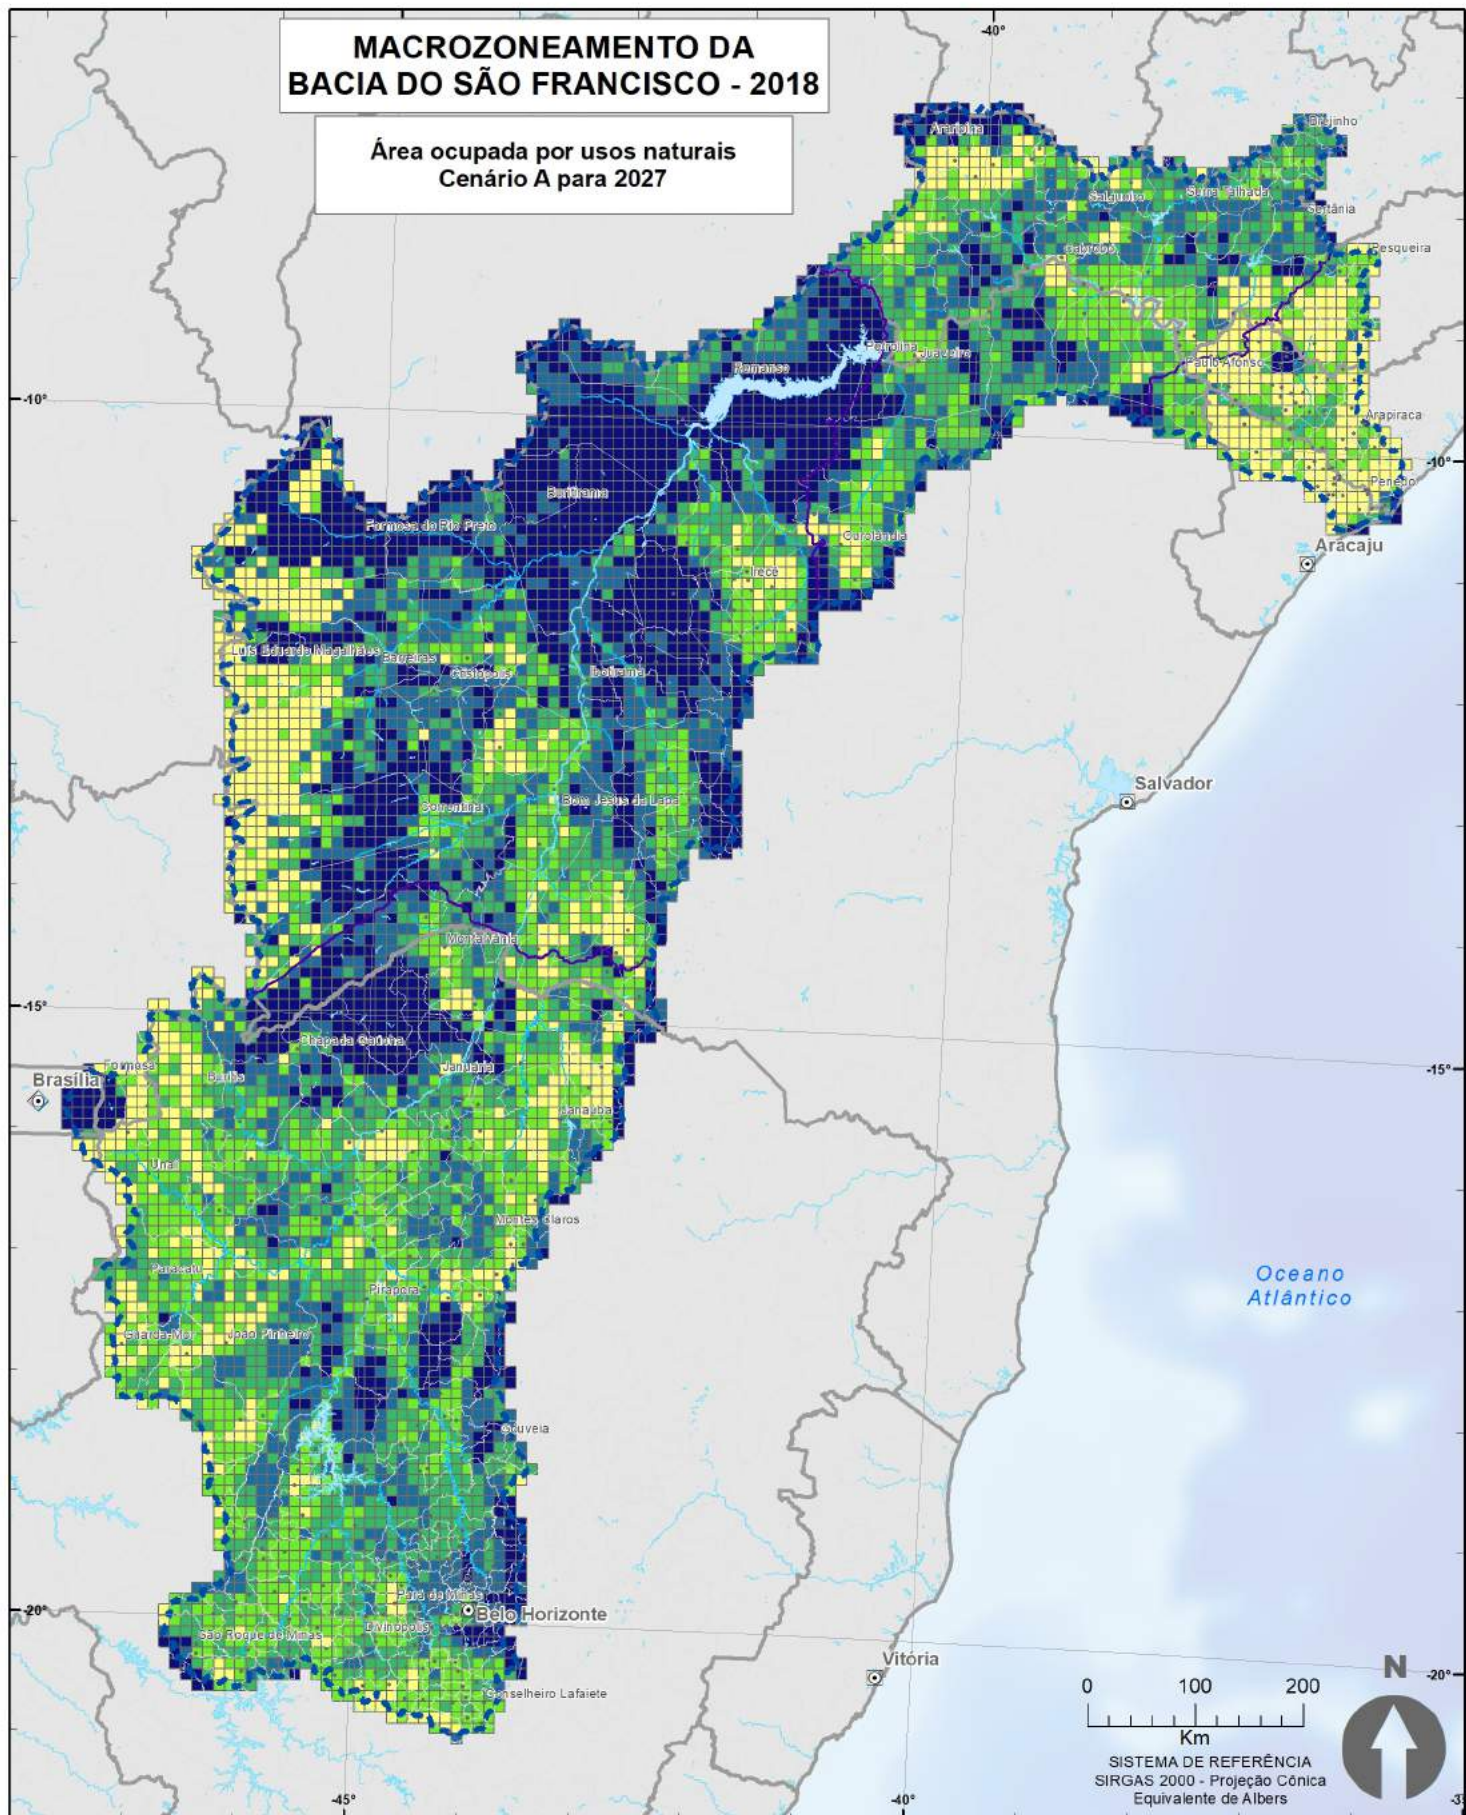 MACROZONEAMENTO DA
BACIA DO SÃO FRANCISCO - 2018
Área ocupada por usos naturais
Cenário A para 2027
-40°
Araripina
Brejinho
Salgueiro
Serra Talhada
Sertânia
Cabrobó
Pesqueira
Petrolina
Juazeiro
Paulo Afonso
Remanso
-10°
Arapiraca
-10°
Penedo
Buritirama
Formosa do Rio Preto
Ourolândia
Aracaju
Irecê
Luís Eduardo Magalhães
Barreiras
Cristópolis
Ibotirama
Salvador
Correntina
Bom Jesus da Lapa
Montalvânia
-15°
Chapada Gaúcha
Formosa
Januária
-15°
Brasília
Buritis
Janaúba
Unaí
Montes Claros
Paracatu
Pirapora
Oceano
Atlântico
Guarda-Mor
João Pinheiro
Gouveia
Pará de Minas
-20°
Belo Horizonte
São Roque de Minas
Divinópolis
Vitória
N
-20°
Conselheiro Lafaiete
0 100 200
Km
SISTEMA DE REFERÊNCIA
SIRGAS 2000 - Projeção Cônica
Equivalente de Albers
-45°
-40°